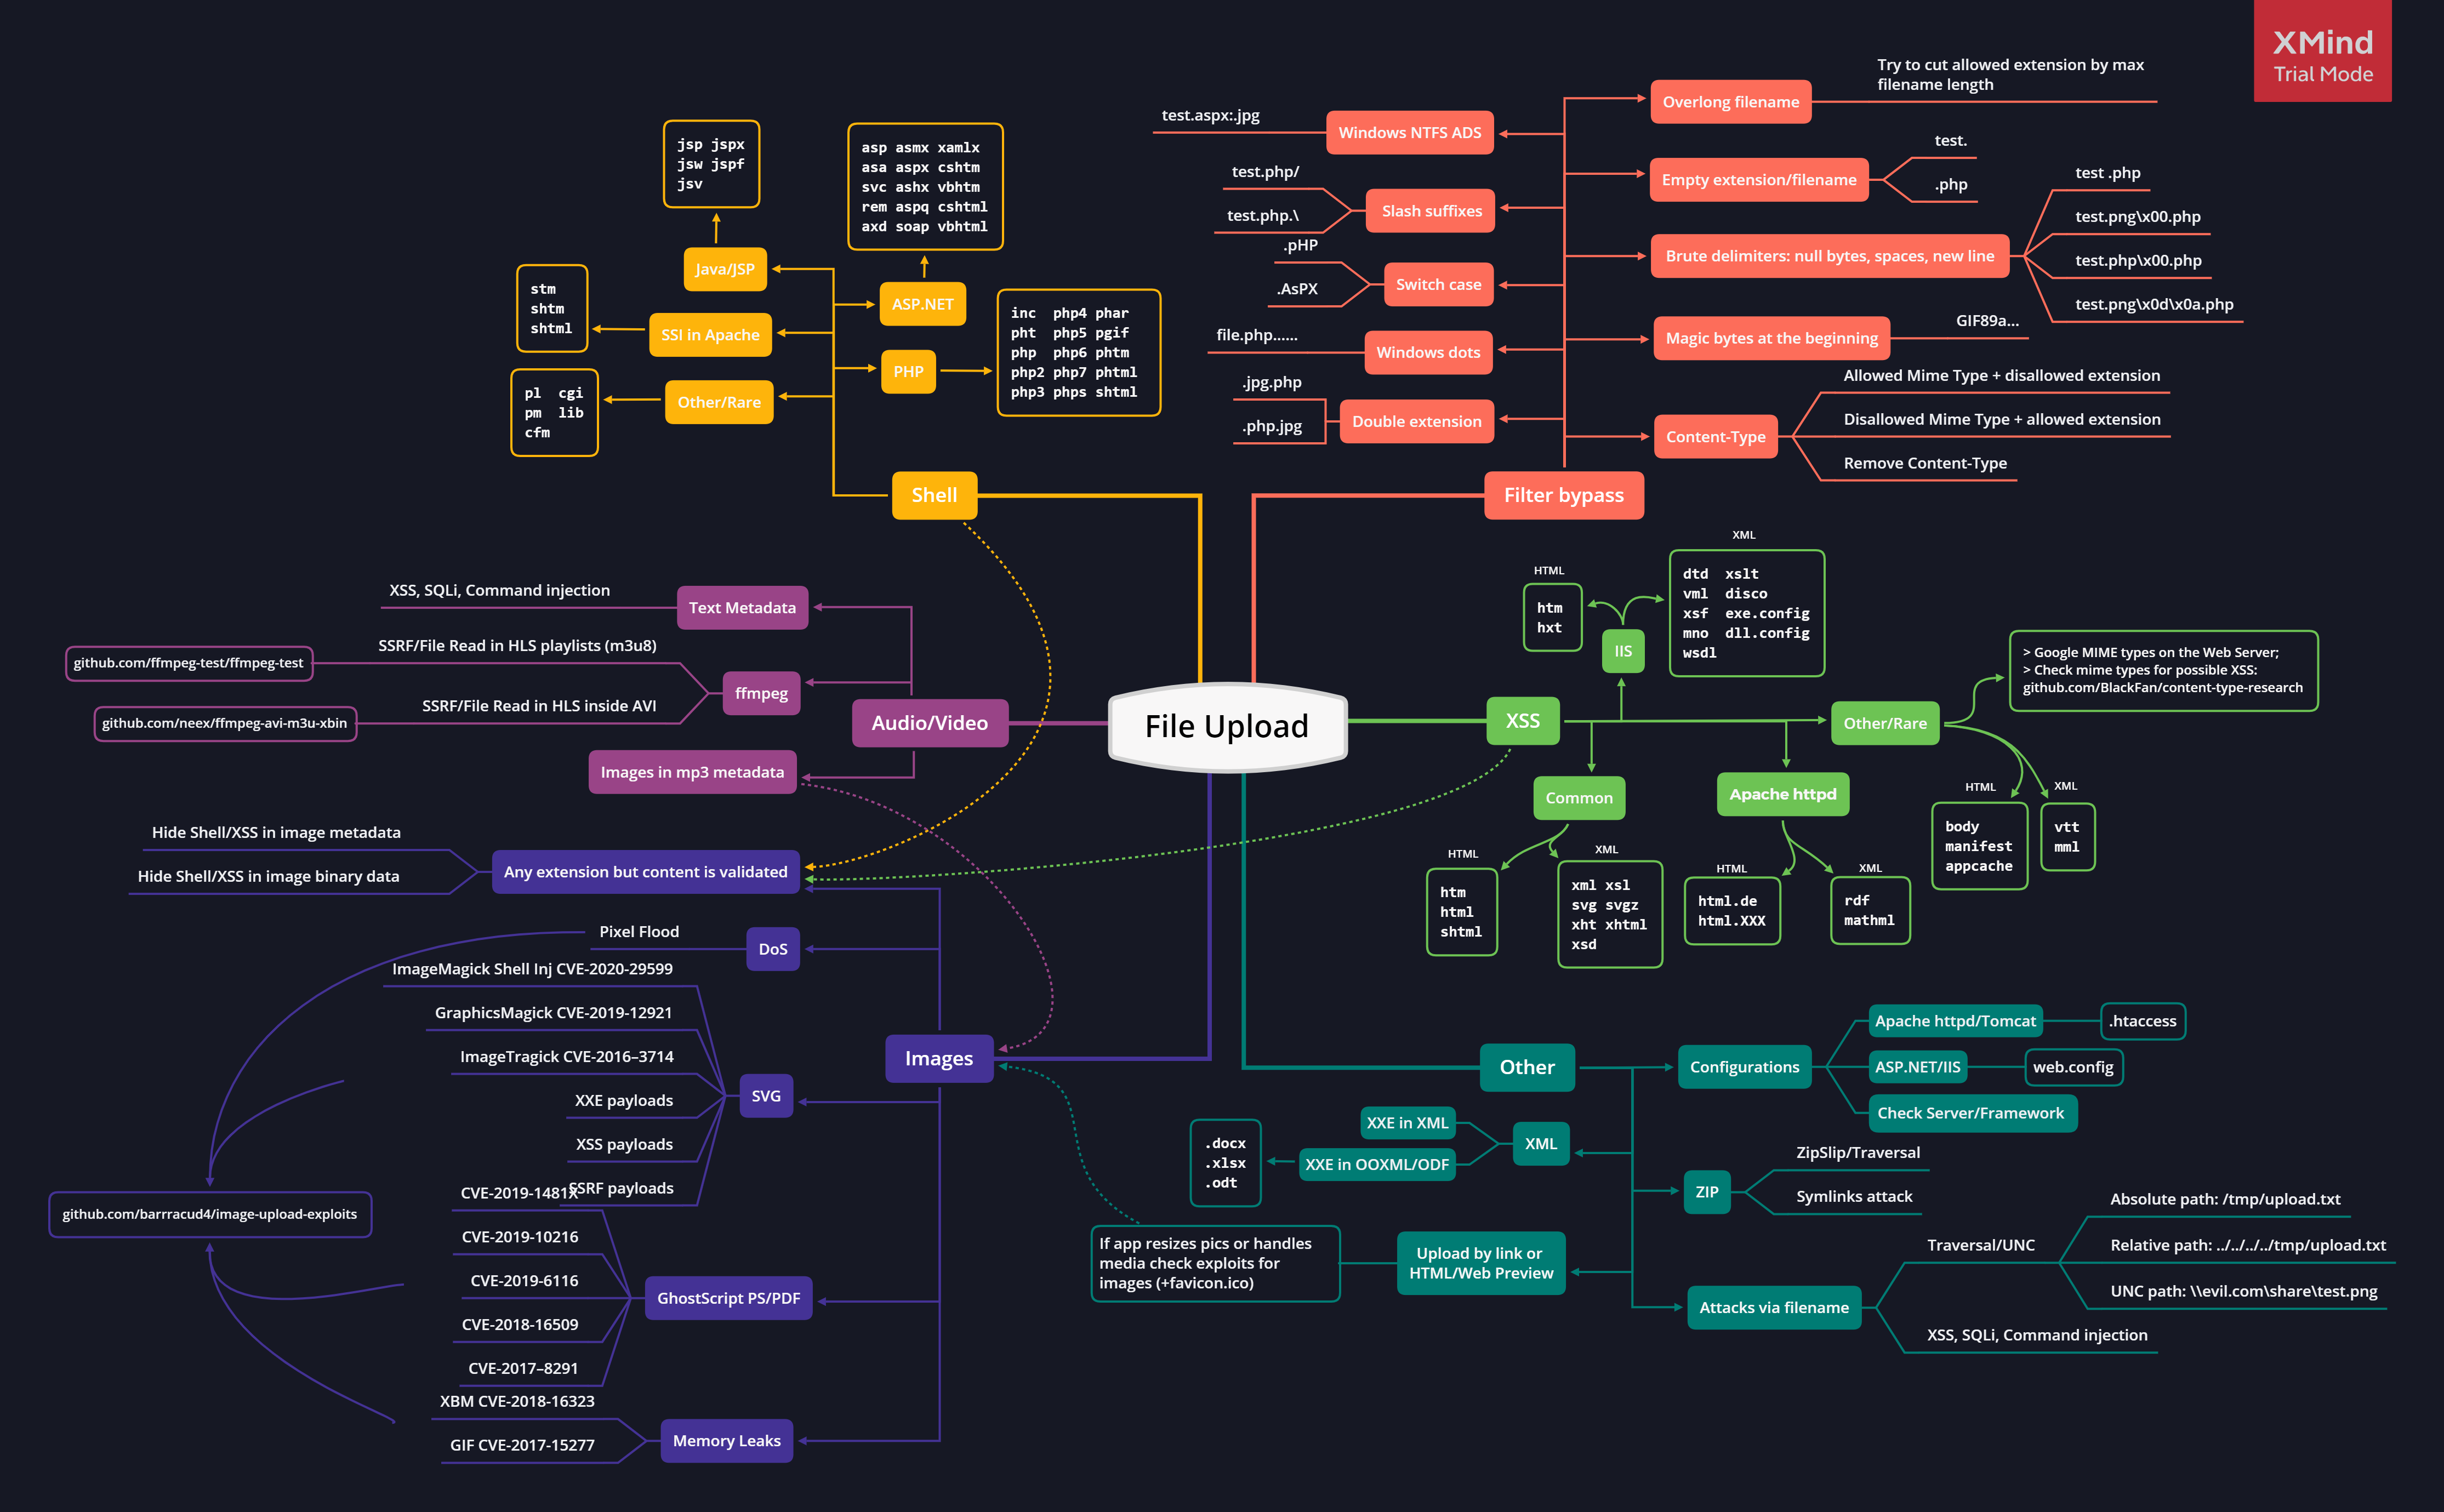 XMind
Trial Mode
File Upload
Shell
Java/JSP
jsp jspx
jsw jspf
jsv
SSI in Apache
stm
shtm
shtml
Other/Rare
pl cgi
pm lib
cfm
ASP.NET
asp asmx xamlx
asa aspx cshtm
svc ashx vbhtm
rem aspq cshtml
axd soap vbhtml
PHP
inc php4 phar
pht php5 pgif
php php6 phtm
php2 php7 phtml
php3 phps shtml
Filter bypass
Windows NTFS ADS
test.aspx:.jpg
Slash suffixes
test.php/
test.php.\
Switch case
.pHP
.AsPX
Windows dots
file.php......
Double extension
.jpg.php
.php.jpg
Overlong filename
Try to cut allowed extension by max
filename length
Empty extension/filename
test.
.php
Brute delimiters: null bytes, spaces, new line
test .php
test.png\x00.php
test.php\x00.php
test.png\x0d\x0a.php
Magic bytes at the beginning
GIF89a...
Content-Type
Allowed Mime Type + disallowed extension
Disallowed Mime Type + allowed extension
Remove Content-Type
Audio/Video
Text Metadata
XSS, SQLi, Command injection
ffmpeg
SSRF/File Read in HLS playlists (m3u8)
github.com/ffmpeg-test/ffmpeg-test
SSRF/File Read in HLS inside AVI
github.com/neex/ffmpeg-avi-m3u-xbin
Images in mp3 metadata
XSS
IIS
HTML
htm
hxt
XML
dtd xslt
vml disco
xsf exe.config
mno dll.config
wsdl
Common
HTML
htm
html
shtml
XML
xml xsl
svg svgz
xht xhtml
xsd
Apache httpd
HTML
html.de
html.XXX
XML
rdf
mathml
Other/Rare
> Google MIME types on the Web Server;
> Check mime types for possible XSS:
github.com/BlackFan/content-type-research
HTML
body
manifest
appcache
XML
vtt
mml
Images
Any extension but content is validated
Hide Shell/XSS in image metadata
Hide Shell/XSS in image binary data
DoS
Pixel Flood
SVG
ImageMagick Shell Inj CVE-2020-29599
GraphicsMagick CVE-2019-12921
ImageTragick CVE-2016–3714
XXE payloads
XSS payloads
SSRF payloads
GhostScript PS/PDF
CVE-2019-1481X
CVE-2019-10216
CVE-2019-6116
CVE-2018-16509
CVE-2017–8291
Memory Leaks
XBM CVE-2018-16323
GIF CVE-2017-15277
github.com/barrracud4/image-upload-exploits
Other
Configurations
Apache httpd/Tomcat
.htaccess
ASP.NET/IIS
web.config
Check Server/Framework
XML
XXE in XML
XXE in OOXML/ODF
.docx
.xlsx
.odt
ZIP
ZipSlip/Traversal
Symlinks attack
Upload by link or
HTML/Web Preview
If app resizes pics or handles
media check exploits for
images (+favicon.ico)
Attacks via filename
Traversal/UNC
Absolute path: /tmp/upload.txt
Relative path: ../../../../tmp/upload.txt
UNC path: \\evil.com\share\test.png
XSS, SQLi, Command injection